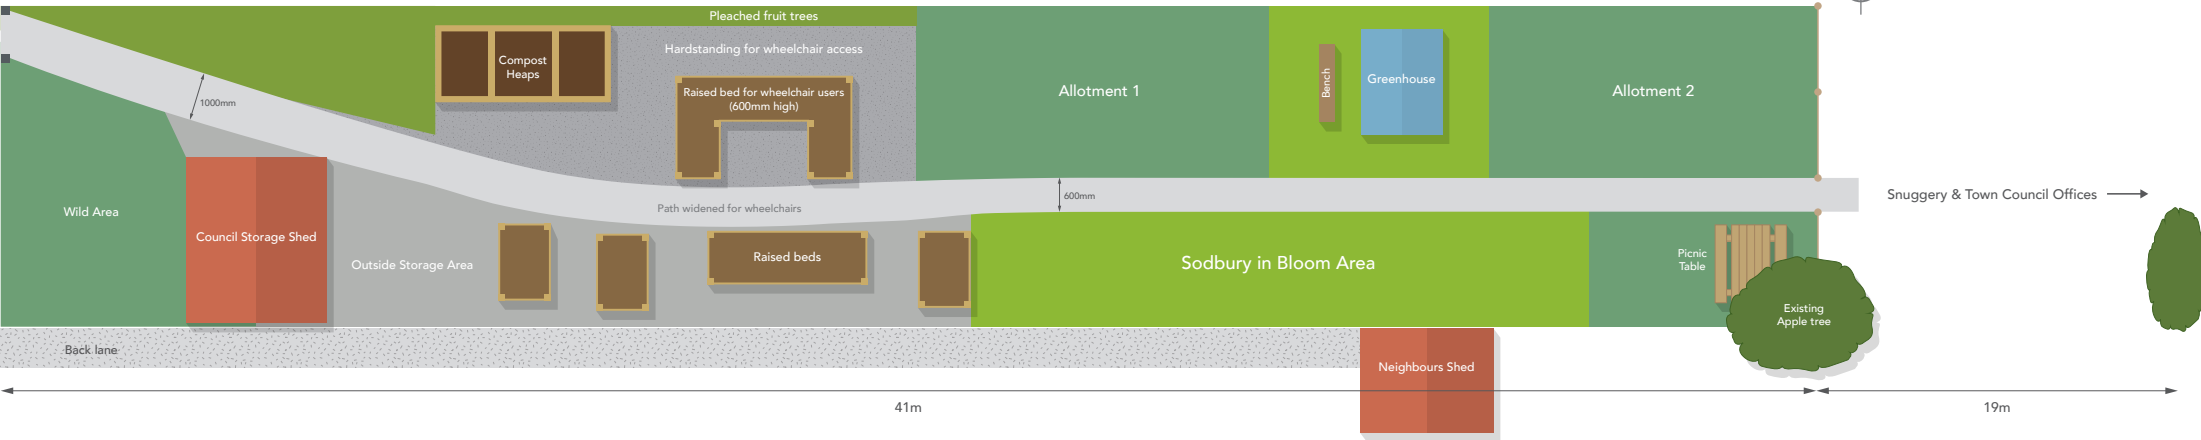 Pleached fruit trees
Hardstanding for wheelchair access
Compost
Heaps
Raised bed for wheelchair users
(600mm high)
1000mm
Allotment 1
Bench
Greenhouse
Allotment 2
Wild Area
Council Storage Shed
Path widened for wheelchairs
600mm
Snuggery & Town Council Offices
Outside Storage Area
Raised beds
Sodbury in Bloom Area
Picnic
Table
Existing
Apple tree
Back lane
Neighbours Shed
41m
19m